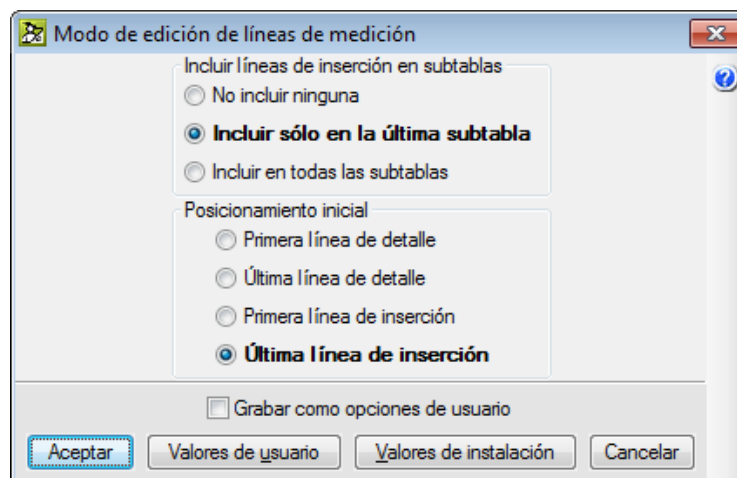 Modo de edición de líneas de medición
Incluir líneas de inserción en subtablas
No incluir ninguna
Incluir sólo en la última subtabla
Incluir en todas las subtablas
Posicionamiento inicial
Primera línea de detalle
Última línea de detalle
Primera línea de inserción
Última línea de inserción
Grabar como opciones de usuario
Aceptar Valores de usuario Valores de instalación Cancelar